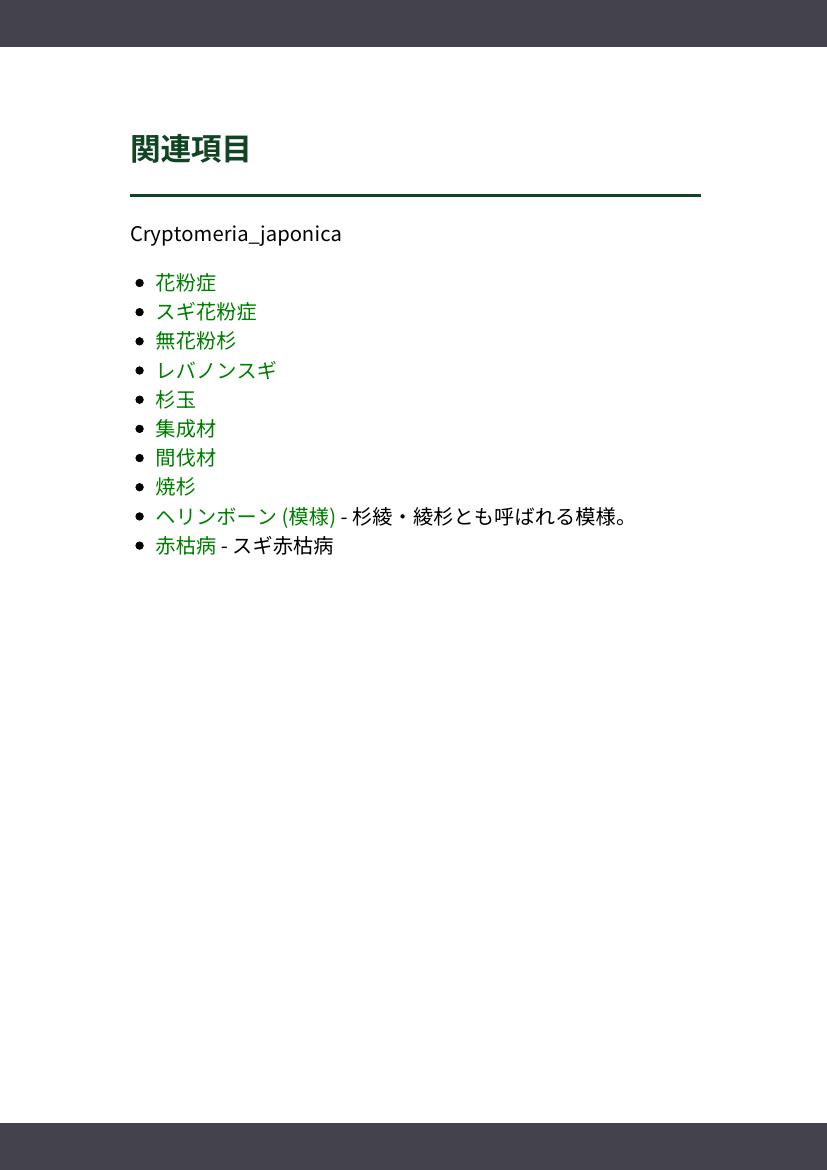 関連項目
Cryptomeria_japonica
花粉症
スギ花粉症
無花粉杉
レバノンスギ
杉玉
集成材
間伐材
焼杉
ヘリンボーン (模様) - 杉綾・綾杉とも呼ばれる模様。
赤枯病 - スギ赤枯病